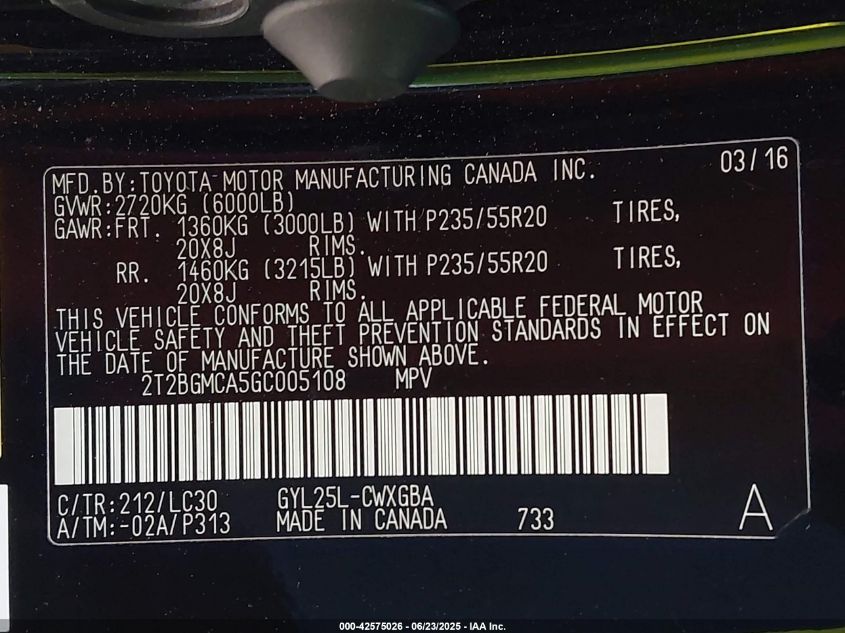 03/16
MFD.BY:TOYOTA MOTOR MANUFACTURING CANADA INC.
GVWR:2720KG (6000LB)
GAWR:FRT. 1360KG (3000LB) WITH P235/55R20 TIRES,
20X8J RIMS.
RR. 1460KG (3215LB) WITH P235/55R20 TIRES,
20X8J RIMS.
THIS VEHICLE CONFORMS TO ALL APPLICABLE FEDERAL MOTOR
VEHICLE SAFETY AND THEFT PREVENTION STANDARDS IN EFFECT ON
THE DATE OF MANUFACTURE SHOWN ABOVE.
2T2BGMCA5GC005108 MPV
C/TR:212/LC30 GYL25L-CWXGBA
A/TM:-02A/P313 MADE IN CANADA 733 A
000-42575026 - 06/23/2025 - IAA Inc.